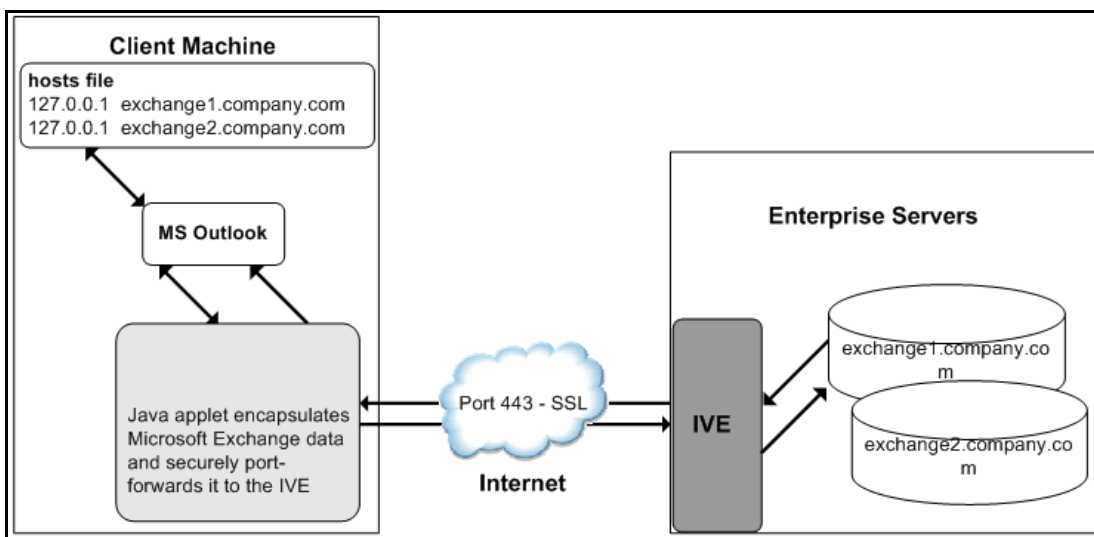 Client Machine
hosts file
127.0.0.1 exchange1.company.com
127.0.0.1 exchange2.company.com
MS Outlook
Java applet encapsulates
Microsoft Exchange data
and securely port-
forwards it to the IVE
Port 443 - SSL
Internet
Enterprise Servers
IVE
exchange1.company.co
m
exchange2.company.co
m